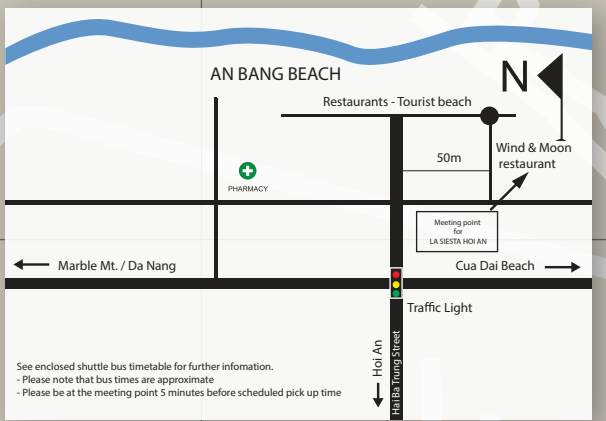 AN BANG BEACH
N
Restaurants - Tourist beach
Wind & Moon
restaurant
50m
PHARMACY
Meeting point
for
LA SIESTA HOI AN
Marble Mt. / Da Nang
Cua Dai Beach
Traffic Light
Hoi An
Hai Ba Trung Street
See enclosed shuttle bus timetable for further infomation.
- Please note that bus times are approximate
- Please be at the meeting point 5 minutes before scheduled pick up time